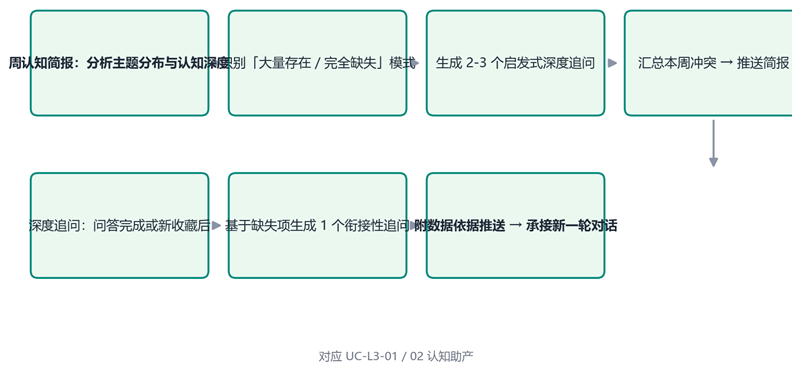 周认知简报：分析主题分布与认知深度
别「大量存在 / 完全缺失」模式
生成 2-3 个启发式深度追问
汇总本周冲突 → 推送简报
深度追问：问答完成或新收藏后
基于缺失项生成 1 个衔接性追问
附数据依据推送 → 承接新一轮对话
对应 UC-L3-01 / 02 认知助产